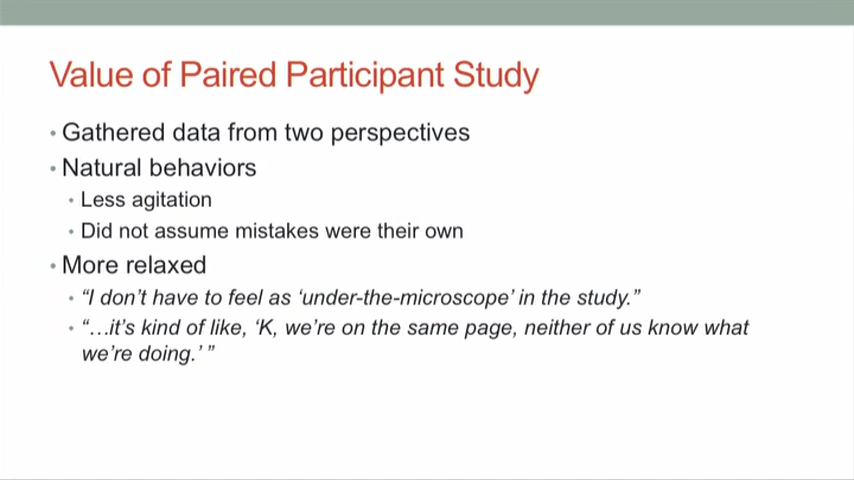 Value of Paired Participant Study
• Gathered data from two perspectives
• Natural behaviors
• Less agitation
• Did not assume mistakes were their own
• More relaxed
• “I don’t have to feel as ‘under-the-microscope’ in the study.”
• “…it’s kind of like, ‘K, we’re on the same page, neither of us know what
we’re doing.’ ”